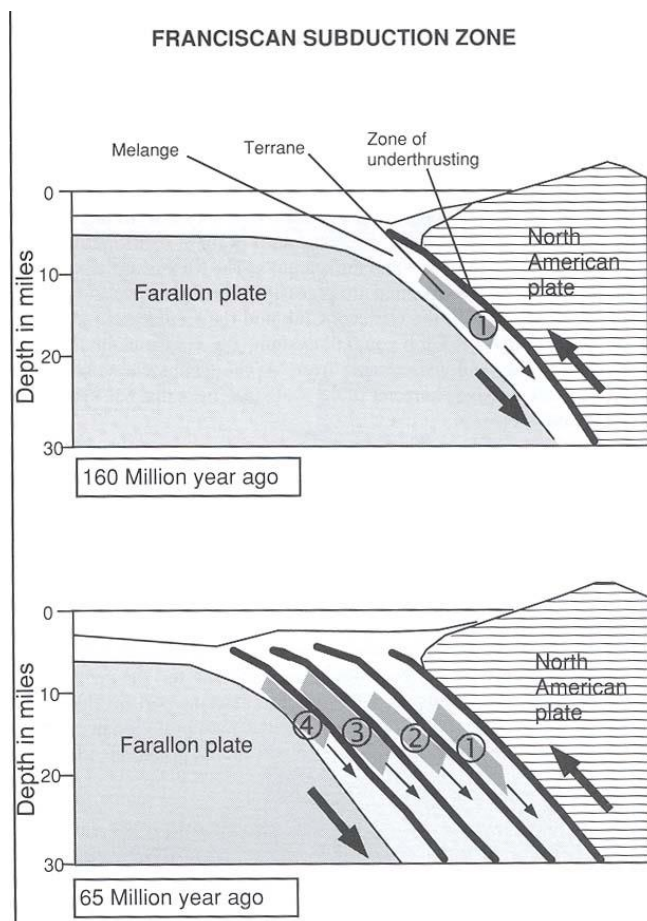 FRANCISCAN SUBDUCTION ZONE
Melange
Terrane
Zone of
underthrusting
Depth in miles
0
10
20
30
Farallon plate
North
American
plate
1
160 Million year ago
Depth in miles
0
10
20
30
Farallon plate
North
American
plate
4
3
2
1
65 Million year ago